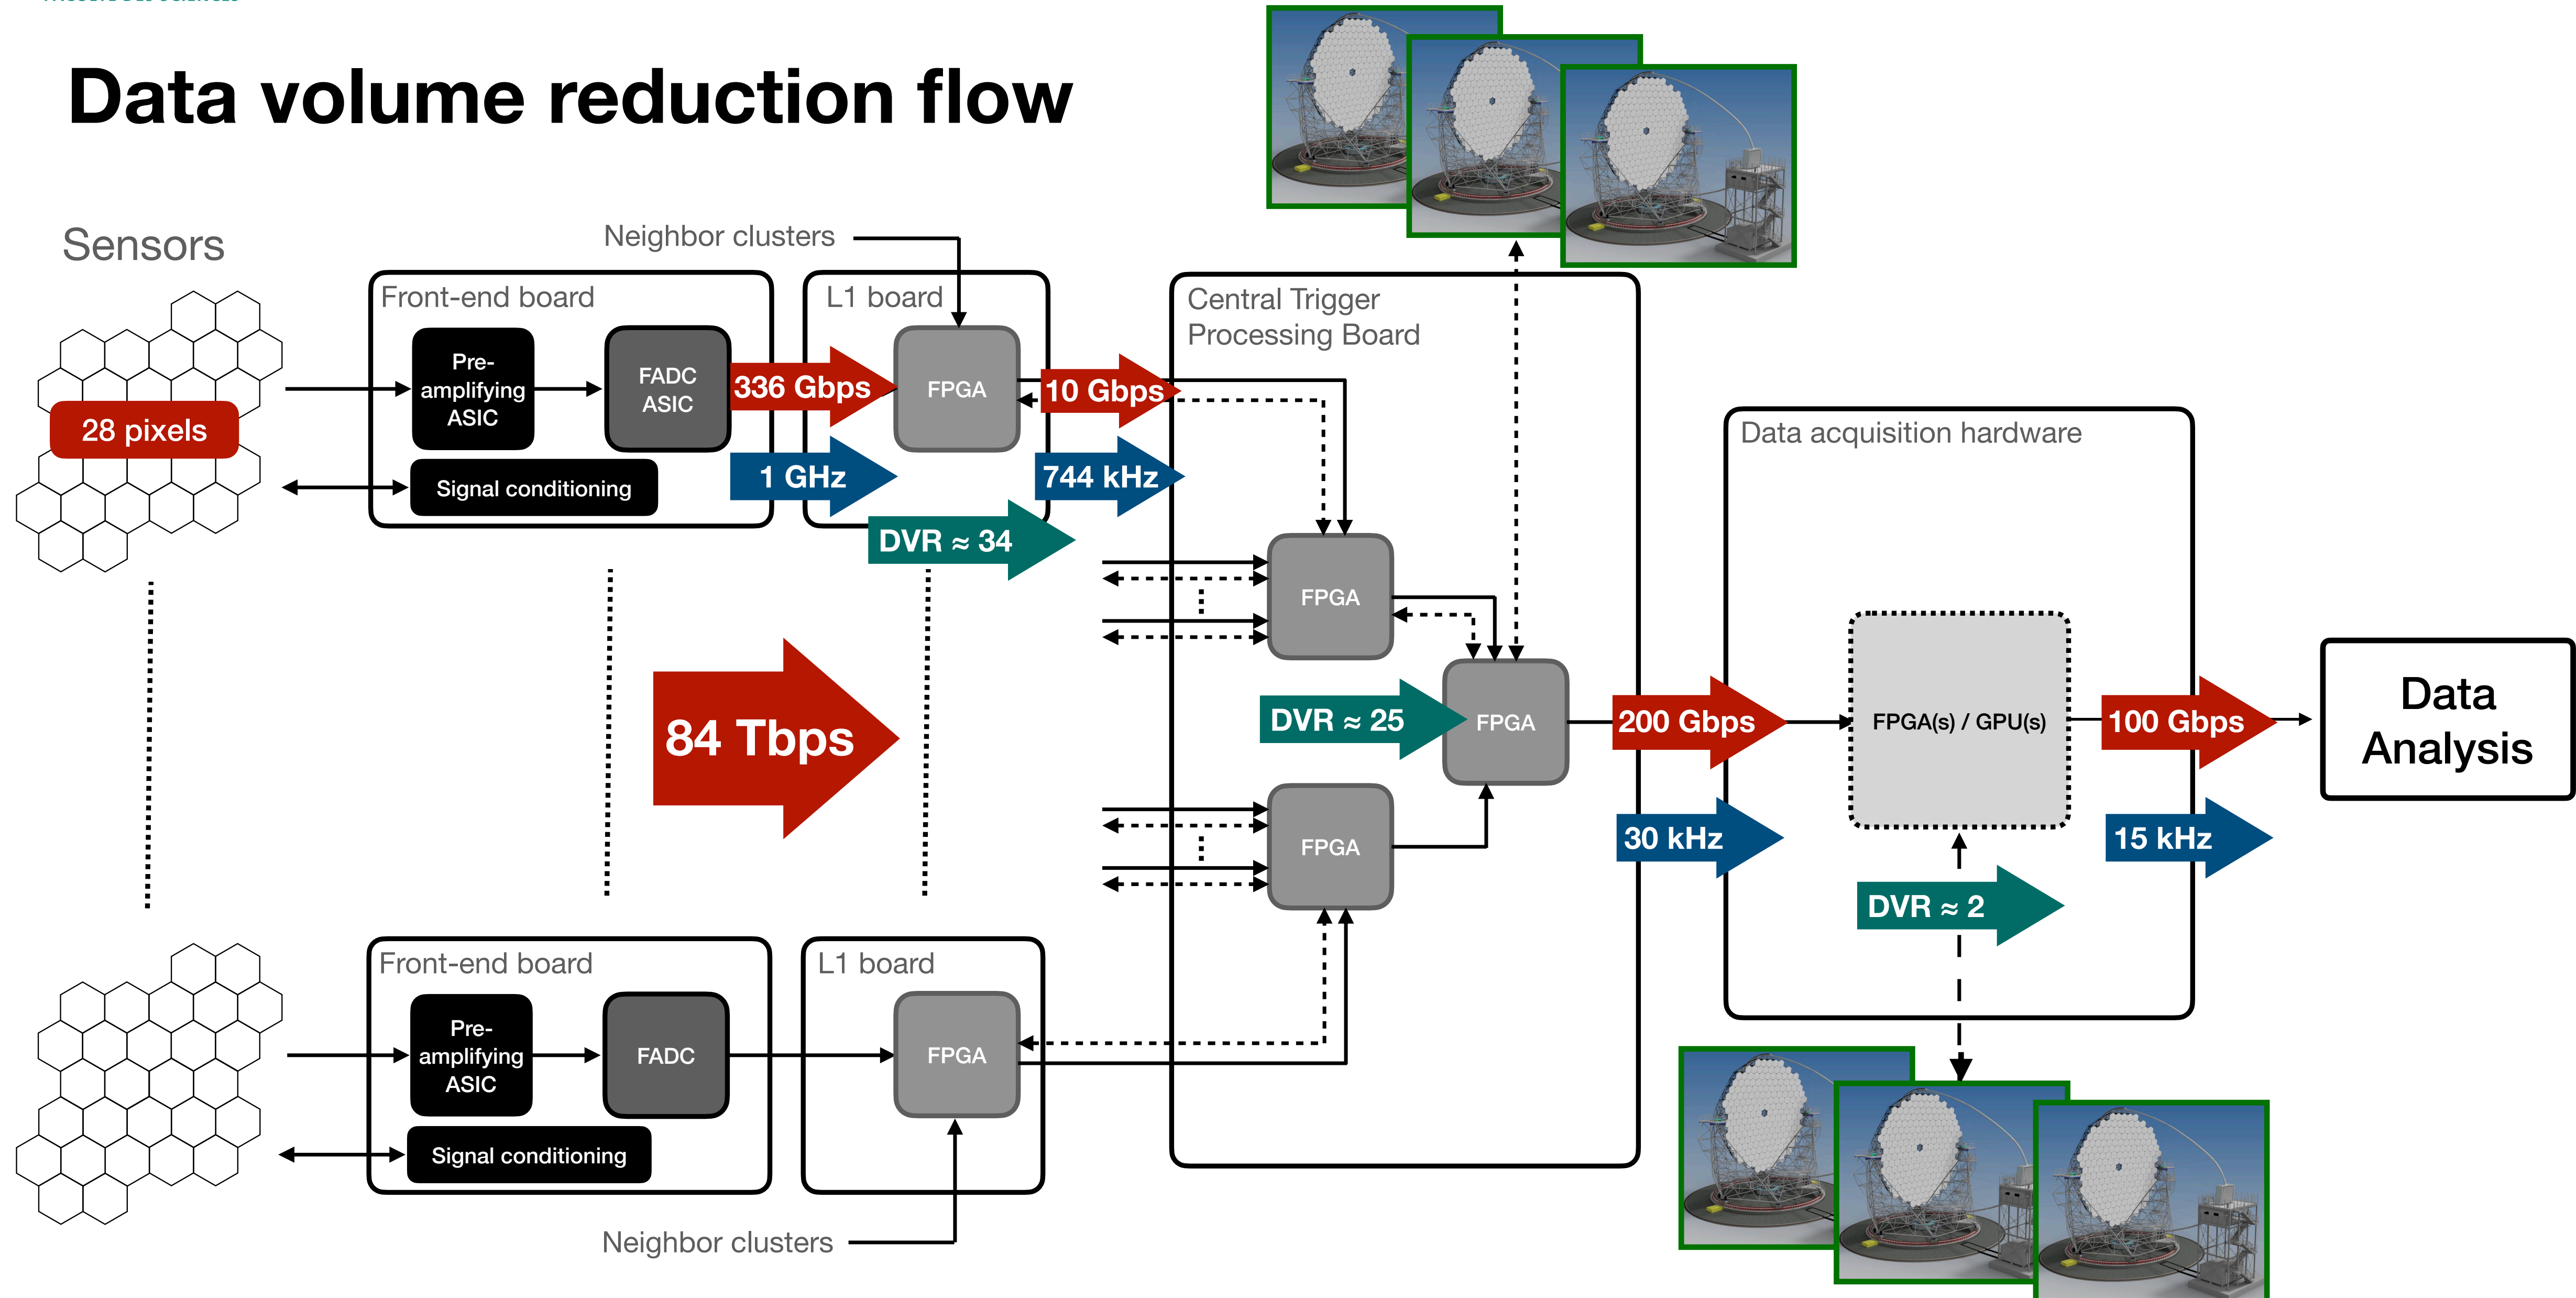 Data volume reduction flow
Sensors
28 pixels
Neighbor clusters
Front-end board
Pre-
amplifying
ASIC
FADC
ASIC
Signal conditioning
336 Gbps
1 GHz
L1 board
FPGA
DVR ≈ 34
10 Gbps
744 kHz
84 Tbps
Central Trigger
Processing Board
FPGA
DVR ≈ 25
FPGA
FPGA
200 Gbps
30 kHz
Data acquisition hardware
FPGA(s) / GPU(s)
DVR ≈ 2
100 Gbps
15 kHz
Data
Analysis
Front-end board
Pre-
amplifying
ASIC
FADC
Signal conditioning
L1 board
FPGA
Neighbor clusters